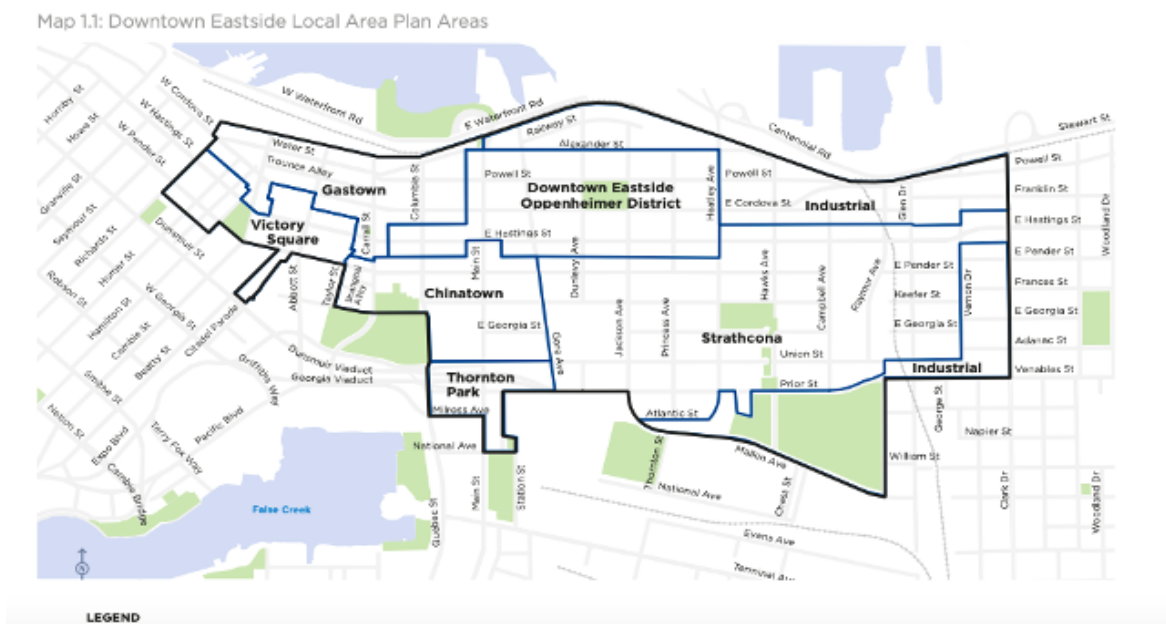 Map 1.1: Downtown Eastside Local Area Plan Areas
Hornby St
Howe St
Granville St
Seymour St
Richards St
Homer St
Robson St
Hamilton St
Cambie St
Beatty St
Smithe St
Nelson St
Expo Blvd
Cambie Bridge
Terry Fox Way
Pacific Blvd
Griffiths Way
W Cordova St
W Hastings St
W Pender St
Dunsmuir St
W Georgia St
Citadel Parade
W Waterfront Rd
E Waterfront Rd
Railway St
Alexander St
Centennial Rd
Stewart St
Water St
Trounce Alley
Gastown
Columbia St
Powell St
Downtown Eastside
Oppenheimer District
Heatley Ave
Powell St
E Cordova St
Industrial
Glen Dr
Powell St
Franklin St
E Hastings St
Woodland Dr
Victory
Square
Carrall St
E Hastings St
Main St
Dunlevy Ave
Abbott St
Taylor St
Shanghai
Alley
Chinatown
E Georgia St
Gore Ave
Jackson Ave
Princess Ave
Hawks Ave
Campbell Ave
Raymur Ave
E Pender St
Keefer St
E Georgia St
Vernon Dr
E Pender St
Frances St
E Georgia St
Adanac St
Venables St
Strathcona
Union St
Prior St
Industrial
Dunsmuir Viaduct
Georgia Viaduct
Thornton
Park
Milross Ave
National Ave
Atlantic St
Malkin Ave
Thornton St
National Ave
Chess St
Evans Ave
Terminal Av
George St
William St
Napier St
Clark Dr
Woodland Dr
Quebec St
Main St
Station St
False Creek
N
LEGEND